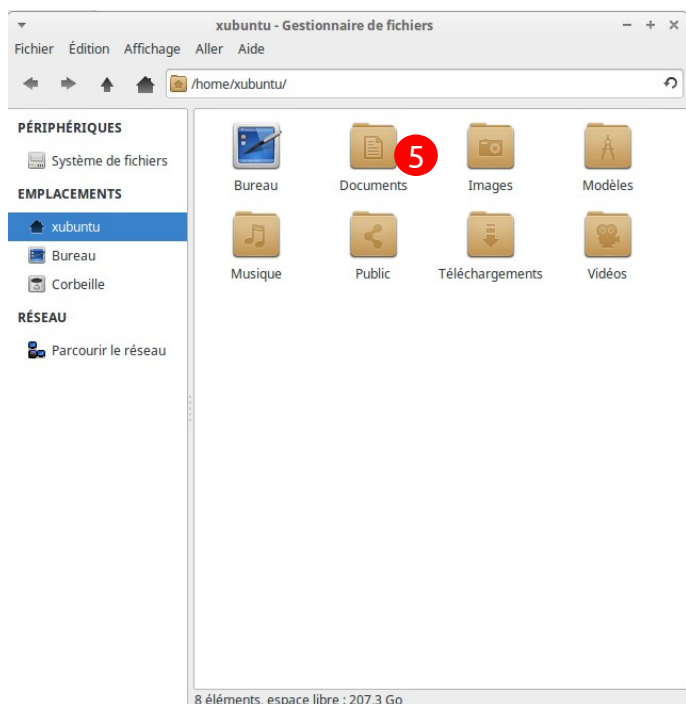 xubuntu - Gestionnaire de fichiers
Fichier Édition Affichage Aller Aide
/home/xubuntu/
PÉRIPHÉRIQUES
Système de fichiers
EMPLACEMENTS
xubuntu
Bureau
Corbeille
RÉSEAU
Parcourir le réseau
5
Bureau Documents Images Modèles
Musique Public Téléchargements Vidéos
8 éléments, espace libre : 207,3 Go